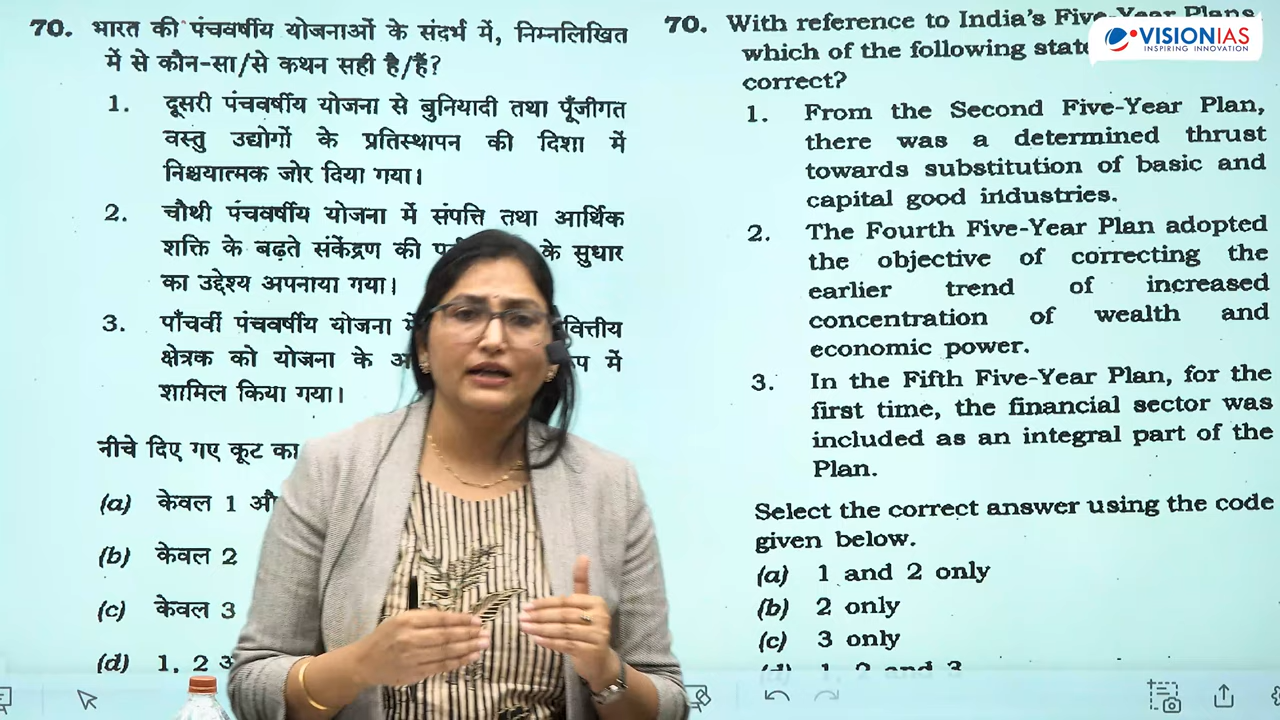 70. भारत की पंचवर्षीय योजनाओं के संदर्भ में, निम्नलिखित
में से कौन-सा/से कथन सही है/हैं?
1. दूसरी पंचवर्षीय योजना से बुनियादी तथा पूँजीगत
वस्तु उद्योगों के प्रतिस्थापन की दिशा में
निश्चयात्मक जोर दिया गया।
2. चौथी पंचवर्षीय योजना में संपत्ति तथा आर्थिक
शक्ति के बढ़ते संकेंद्रण की के सुधार
का उद्देश्य अपनाया गया।
3. पाँचवीं पंचवर्षीय योजना में वित्तीय
क्षेत्रक को योजना के में
शामिल किया गया।
नीचे दिए गए कूट का
(a) केवल 1
(b) केवल 2
(c) केवल 3
(d) 1, 2
70. With reference to India's Five-Year Plans,
which of the following
correct?
1. From the Second Five-Year Plan,
there was a determined thrust
towards substitution of basic and
capital good industries.
2. The Fourth Five-Year Plan adopted
the objective of correcting the
earlier trend of increased
concentration of wealth and
economic power.
3. In the Fifth Five-Year Plan, for the
first time, the financial sector was
included as an integral part of the
Plan.
Select the correct answer using the code
given below.
(a) 1 and 2 only
(b) 2 only
(c) 3 only
(d) 1, 2 and 3
VISIONIAS
INSPIRING INNOVATION